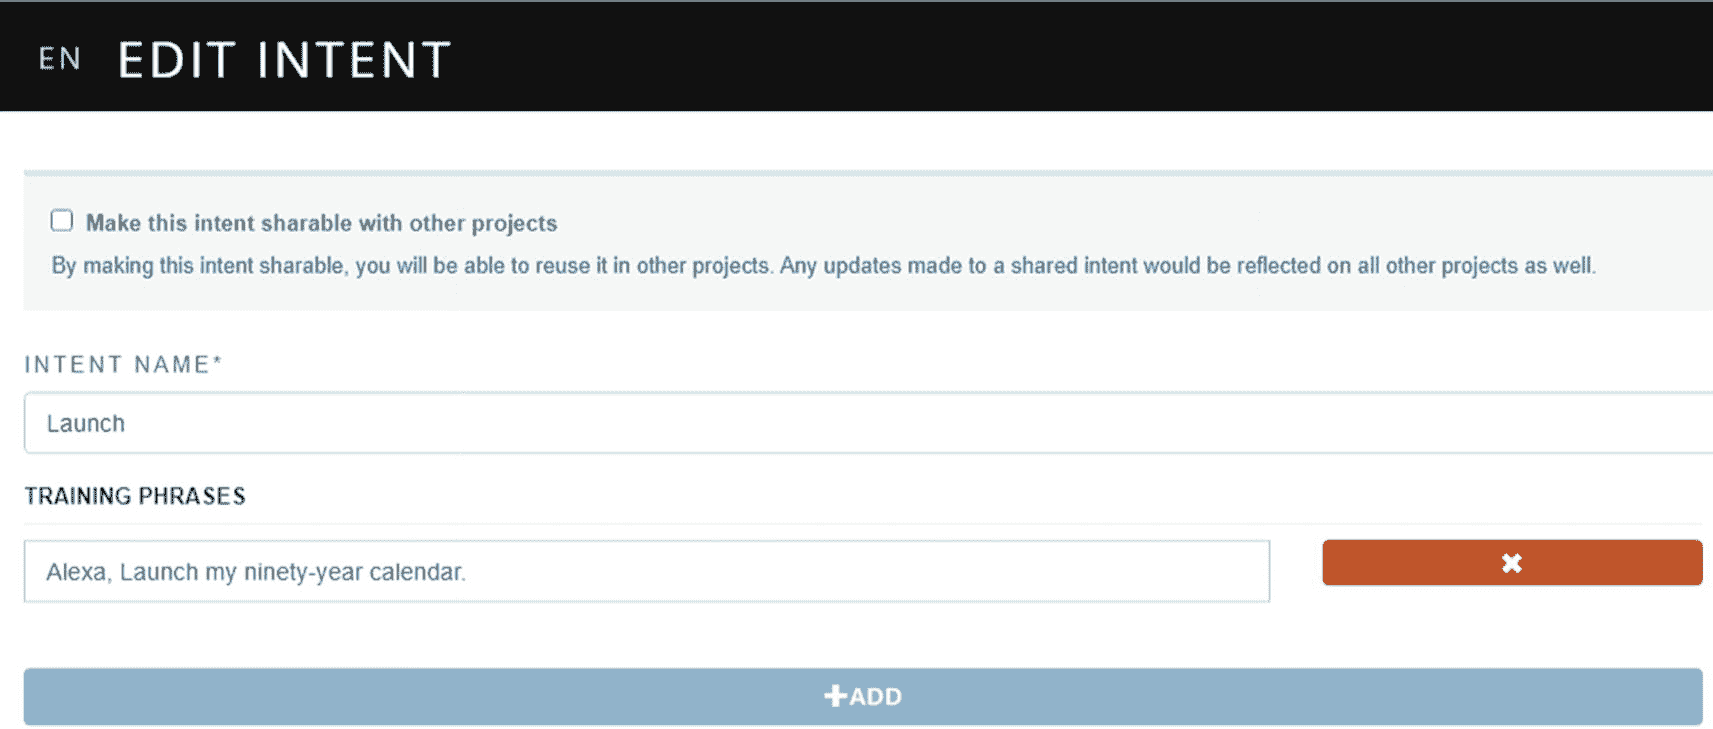 EN EDIT INTENT
Make this intent sharable with other projects
By making this intent sharable, you will be able to reuse it in other projects. Any updates made to a shared intent would be reflected on all other projects as well.
INTENT NAME*
Launch
TRAINING PHRASES
Alexa, Launch my ninety-year calendar.
ADD